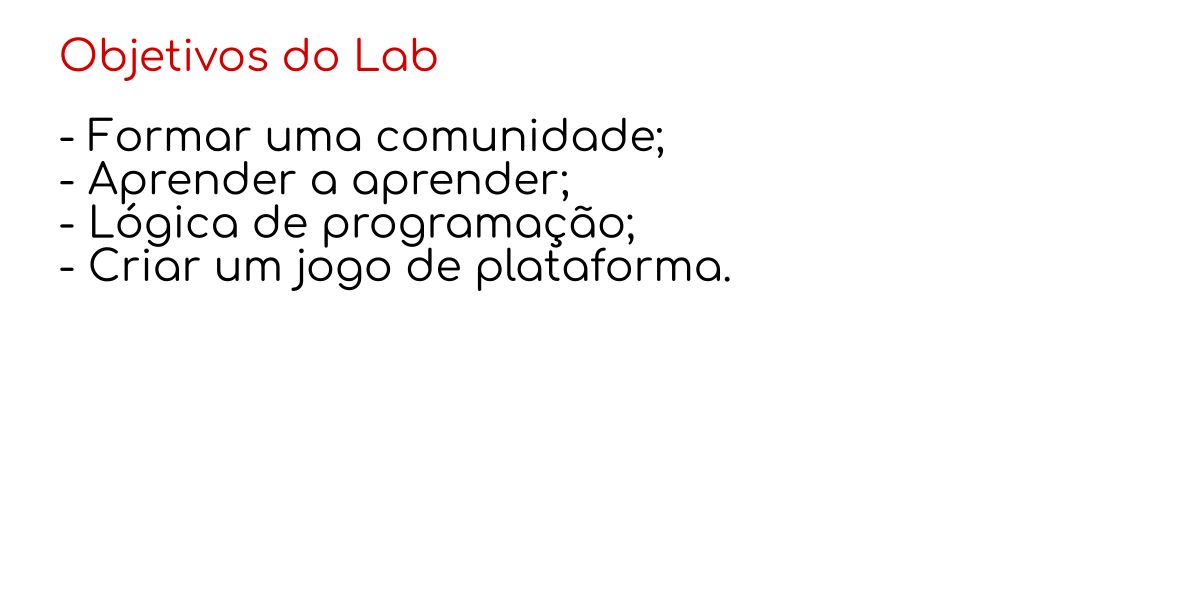 Objetivos do Lab
- Formar uma comunidade;
- Aprender a aprender;
- Lógica de programação;
- Criar um jogo de plataforma.